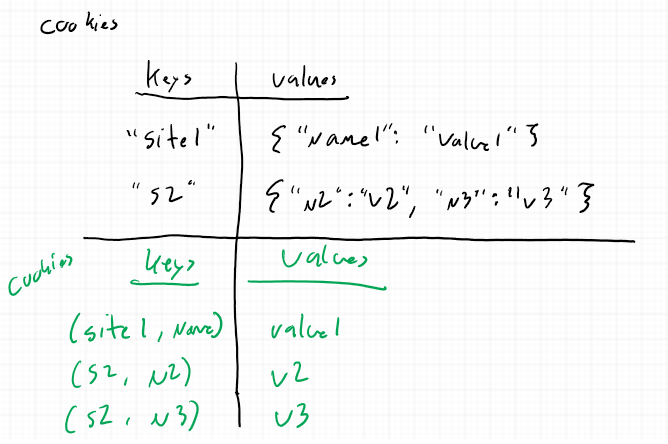 cookies
keys values
"site1" { "Name1": "Value1" }
"S2" { "N2": "V2", "N3": "V3" }
cookies keys values
(site1, Name) value1
(S2, N2) v2
(S2, N3) v3